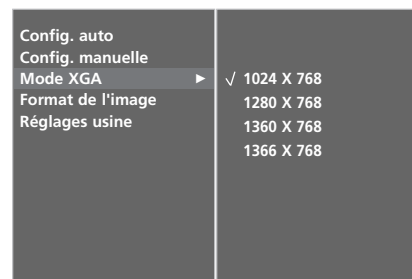 Config. auto
Config. manuelle
Mode XGA ►
Format de l'image
Réglages usine
√ 1024 X 768
1280 X 768
1360 X 768
1366 X 768